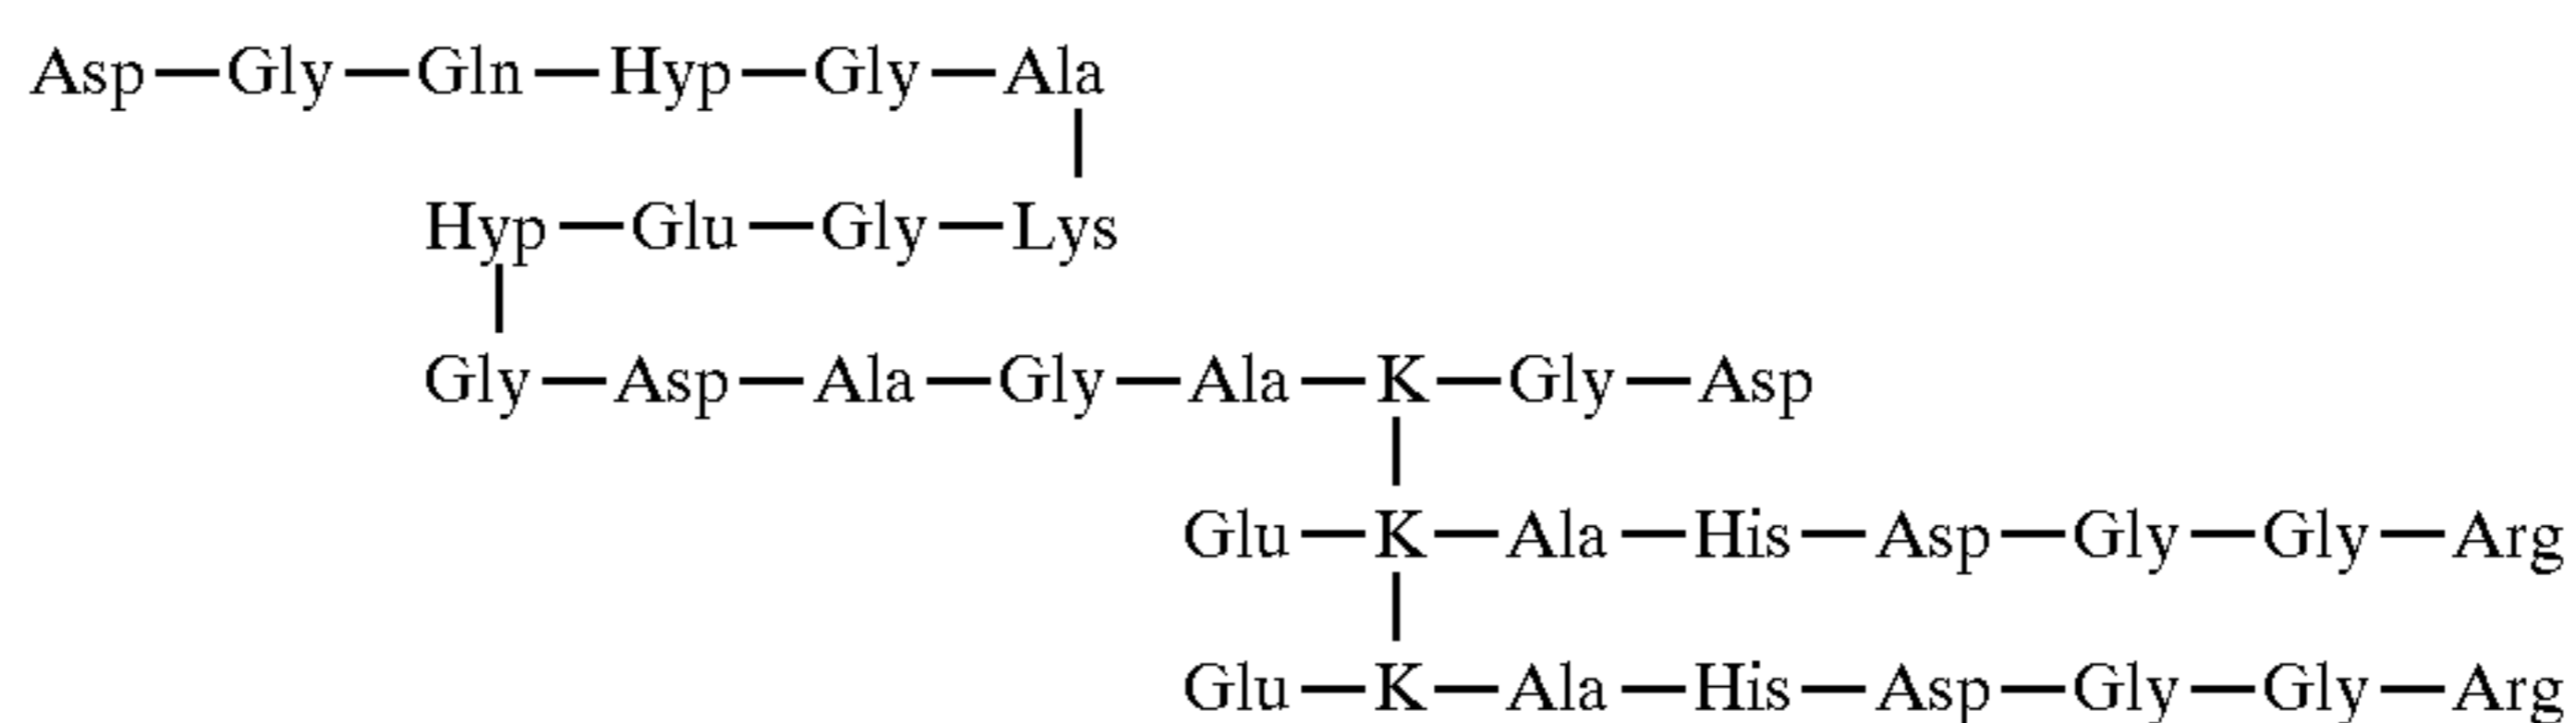 Asp—Gly—Gln—Hyp—Gly—Ala
Hyp—Glu—Gly—Lys
Gly—Asp—Ala—Gly—Ala—K—Gly—Asp
Glu—K—Ala—His—Asp—Gly—Gly—Arg
Glu—K—Ala—His—Asp—Gly—Gly—Arg